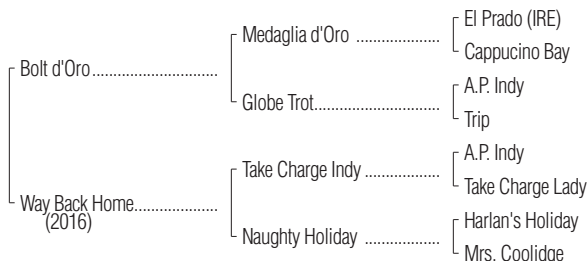 El Prado (IRE)
Medaglia d'Oro ....................
Cappucino Bay
Bolt d'Oro..............................
A.P. Indy
Globe Trot..............................
Trip
A.P. Indy
Take Charge Indy ..................
Take Charge Lady
Way Back Home....................
(2016)
Harlan's Holiday
Naughty Holiday ..................
Mrs. Coolidge